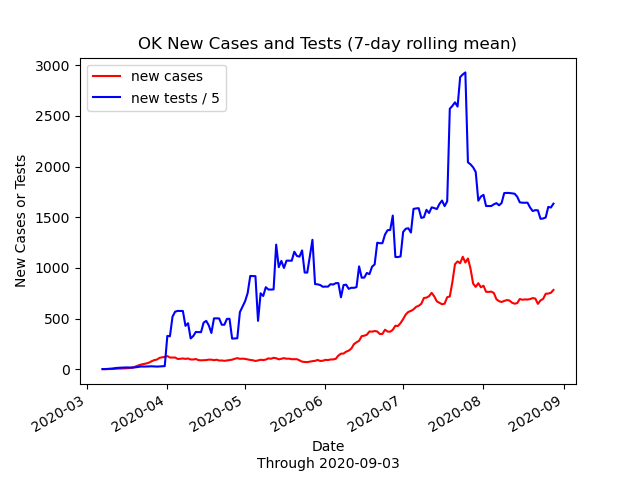 OK New Cases and Tests (7-day rolling mean)
new cases
new tests / 5
New Cases or Tests
3000
2500
2000
1500
1000
500
0
2020-03
2020-04
2020-05
2020-06
2020-07
2020-08
2020-09
Date
Through 2020-09-03